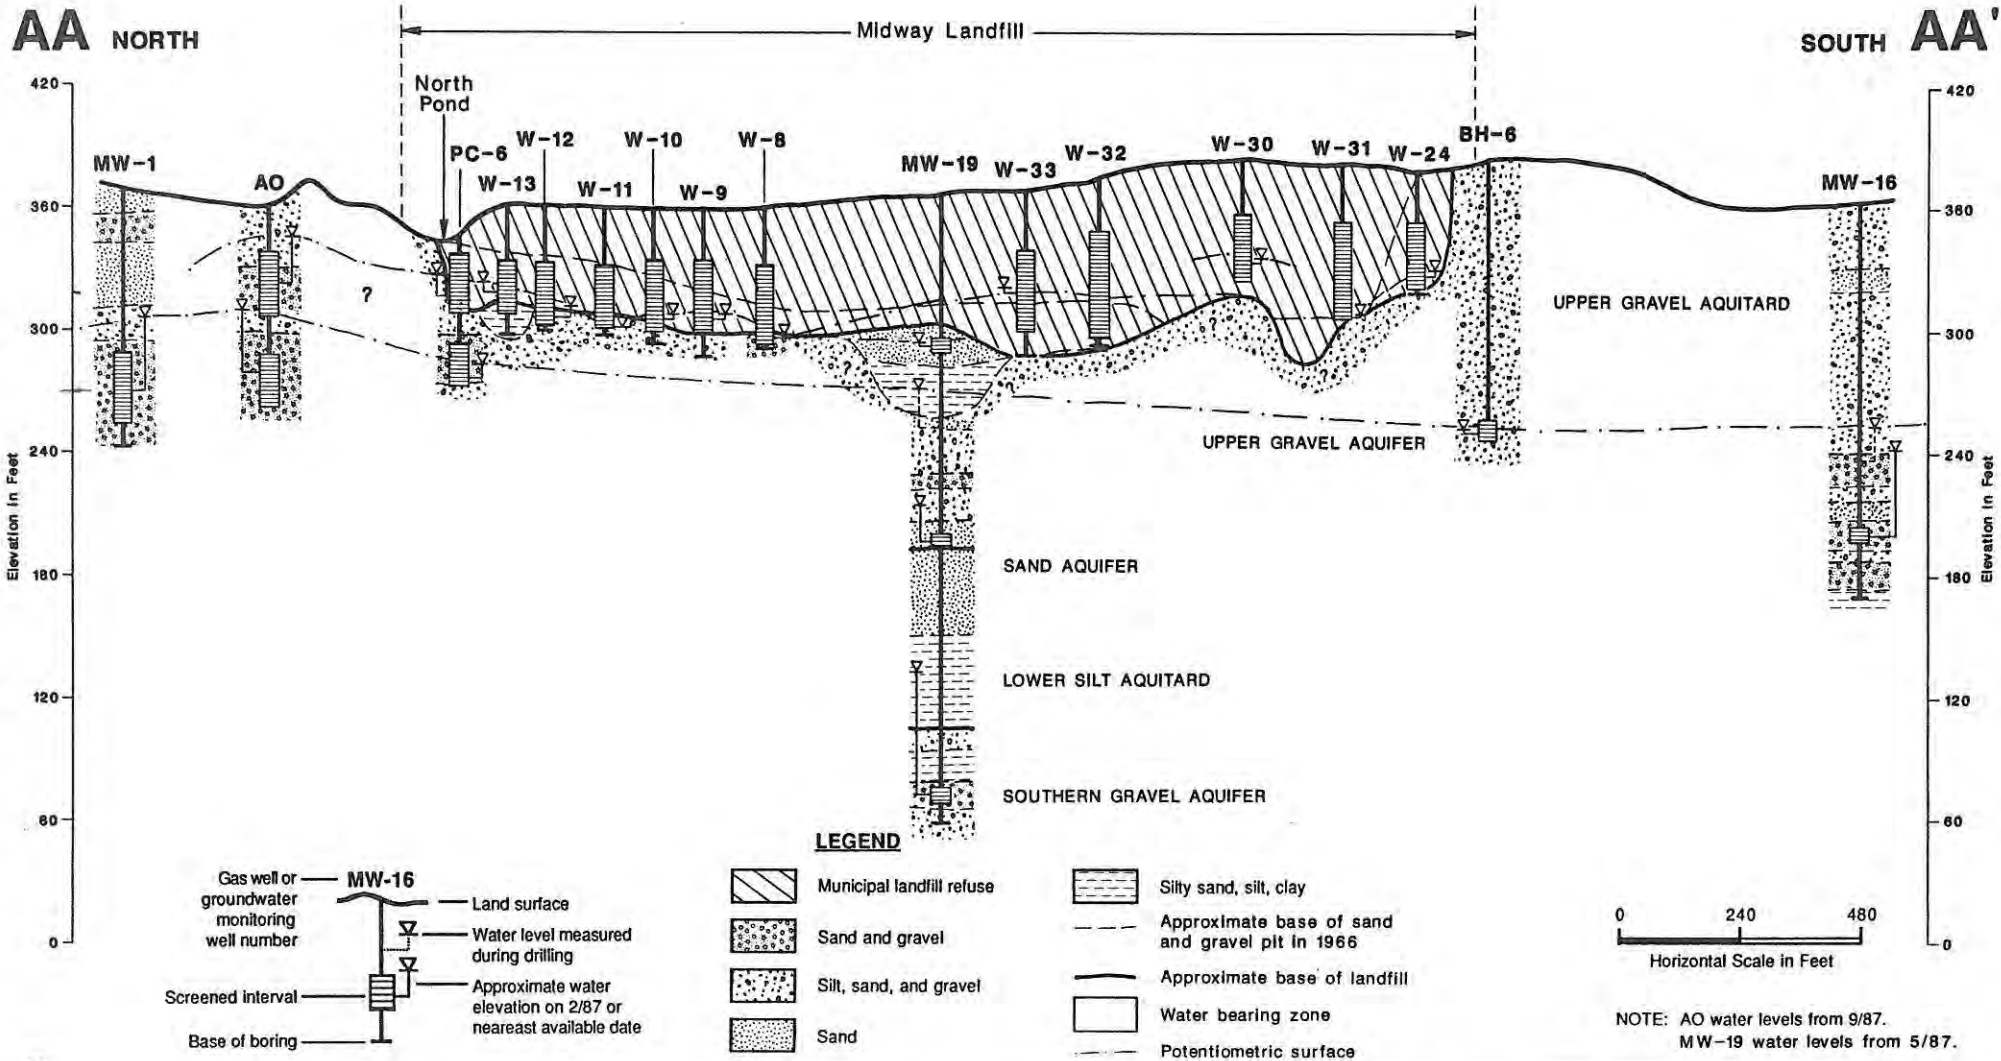 AA NORTH
Midway Landfill
SOUTH AA'
North
Pond
MW-1
AO
PC-6
W-13
W-12
W-11
W-10
W-9
W-8
MW-19
W-33
W-32
W-30
W-31
W-24
BH-6
MW-16
420
360
300
240
180
120
60
0
Elevation in Feet
420
360
300
240
180
120
60
0
Elevation in Feet
?
?
?
?
?
UPPER GRAVEL AQUITARD
UPPER GRAVEL AQUIFER
SAND AQUIFER
LOWER SILT AQUITARD
SOUTHERN GRAVEL AQUIFER
LEGEND
Gas well or
groundwater
monitoring
well number
MW-16
Land surface
Water level measured
during drilling
Approximate water
elevation on 2/87 or
neareast available date
Screened Interval
Base of boring
Municipal landfill refuse
Sand and gravel
Silt, sand, and gravel
Sand
Silty sand, silt, clay
Approximate base of sand
and gravel pit in 1966
Approximate base of landfill
Water bearing zone
Potentiometric surface
0 240 480
Horizontal Scale in Feet
NOTE: AO water levels from 9/87.
MW-19 water levels from 5/87.